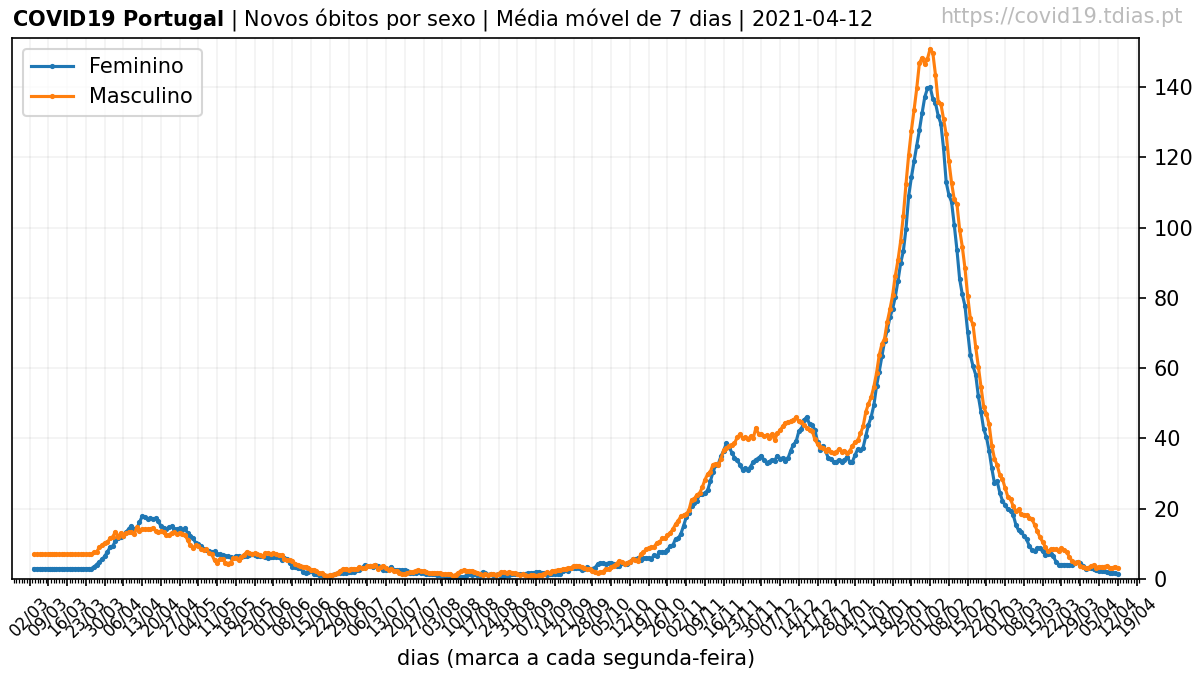 COVID19 Portugal | Novos óbitos por sexo | Média móvel de 7 dias | 2021-04-12
https://covid19.tdias.pt
Feminino
Masculino
140
120
100
80
60
40
20
0
02/03 09/03 16/03 23/03 30/03 06/04 13/04 20/04 27/04 04/05 11/05 18/05 25/05 01/06 08/06 15/06 22/06 29/06 06/07 13/07 20/07 27/07 03/08 10/08 17/08 24/08 31/08 07/09 14/09 21/09 28/09 05/10 12/10 19/10 26/10 02/11 09/11 16/11 23/11 30/11 07/12 14/12 21/12 28/12 04/01 11/01 18/01 25/01 01/02 08/02 15/02 22/02 01/03 08/03 15/03 22/03 29/03 05/04 12/04 19/04
dias (marca a cada segunda-feira)